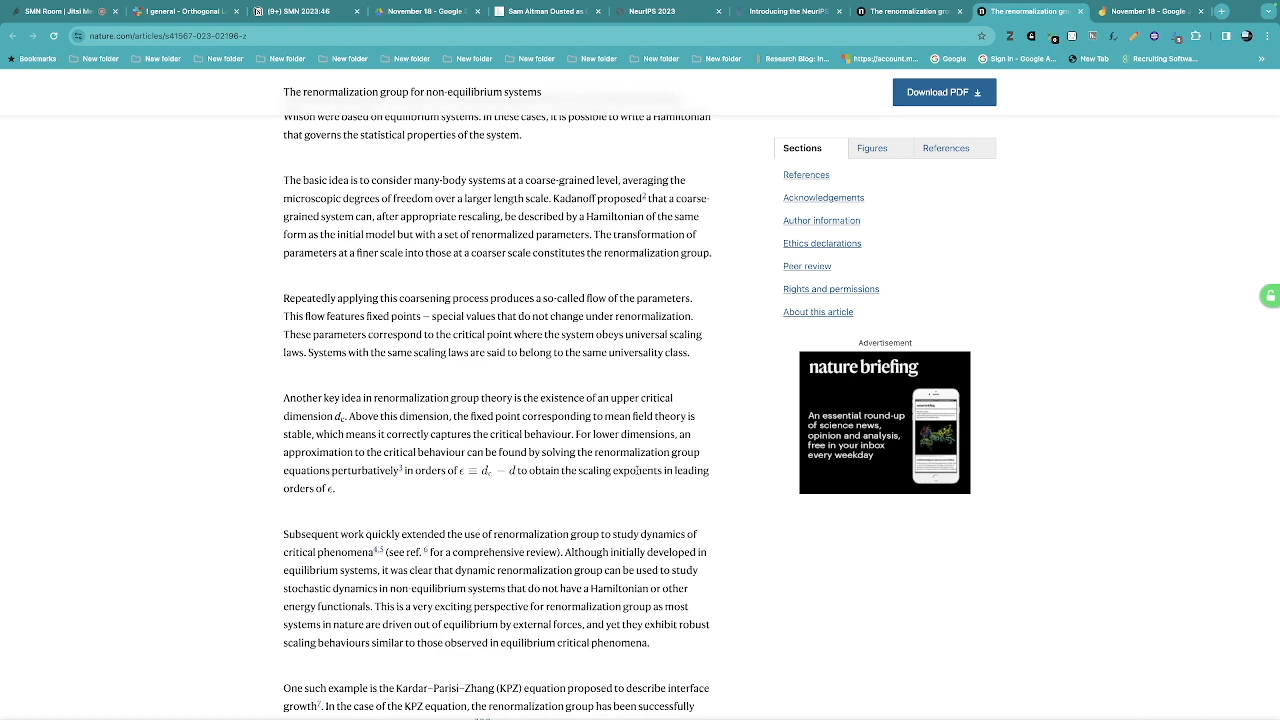 SMN Room | Jitsi Me
general - Orthogonal L
(9+) SMN 2023:46
November 18 - Google D
Sam Altman Ousted as
NeurIPS 2023
Introducing the NeurIPS
The renormalization gro
The renormalization gro
November 18 - Google
nature.com/articles/s41567-023-02196-z
Bookmarks
New folder
New folder
New folder
New folder
New folder
New folder
New folder
New folder
New folder
New folder
New folder
Research Blog: In...
https://account.m...
Google
Sign in - Google A...
New Tab
Recruiting Softwa...
The renormalization group for non-equilibrium systems
Download PDF
Wilson were based on equilibrium systems. In these cases, it is possible to write a Hamiltonian
that governs the statistical properties of the system.
The basic idea is to consider many-body systems at a coarse-grained level, averaging the
microscopic degrees of freedom over a larger length scale. Kadanoff proposed² that a coarse-
grained system can, after appropriate rescaling, be described by a Hamiltonian of the same
form as the initial model but with a set of renormalized parameters. The transformation of
parameters at a finer scale into those at a coarser scale constitutes the renormalization group.
Repeatedly applying this coarsening process produces a so-called flow of the parameters.
This flow features fixed points — special values that do not change under renormalization.
These parameters correspond to the critical point where the system obeys universal scaling
laws. Systems with the same scaling laws are said to belong to the same universality class.
Another key idea in renormalization group theory is the existence of an upper critical
dimension d_c. Above this dimension, the fixed point corresponding to mean field theory is
stable, which means it correctly captures the critical behaviour. For lower dimensions, an
approximation to the critical behaviour can be found by solving the renormalization group
equations perturbatively³ in orders of ϵ ≡ d_c − d to obtain the scaling exponents in leading
orders of ϵ.
Subsequent work quickly extended the use of renormalization group to study dynamics of
critical phenomena⁴,⁵ (see ref. ⁶ for a comprehensive review). Although initially developed in
equilibrium systems, it was clear that dynamic renormalization group can be used to study
stochastic dynamics in non-equilibrium systems that do not have a Hamiltonian or other
energy functionals. This is a very exciting perspective for renormalization group as most
systems in nature are driven out of equilibrium by external forces, and yet they exhibit robust
scaling behaviours similar to those observed in equilibrium critical phenomena.
One such example is the Kardar–Parisi–Zhang (KPZ) equation proposed to describe interface
growth⁷. In the case of the KPZ equation, the renormalization group has been successfully
Sections
Figures
References
References
Acknowledgements
Author information
Ethics declarations
Peer review
Rights and permissions
About this article
Advertisement
nature briefing
An essential round-up
of science news,
opinion and analysis,
free in your inbox
every weekday